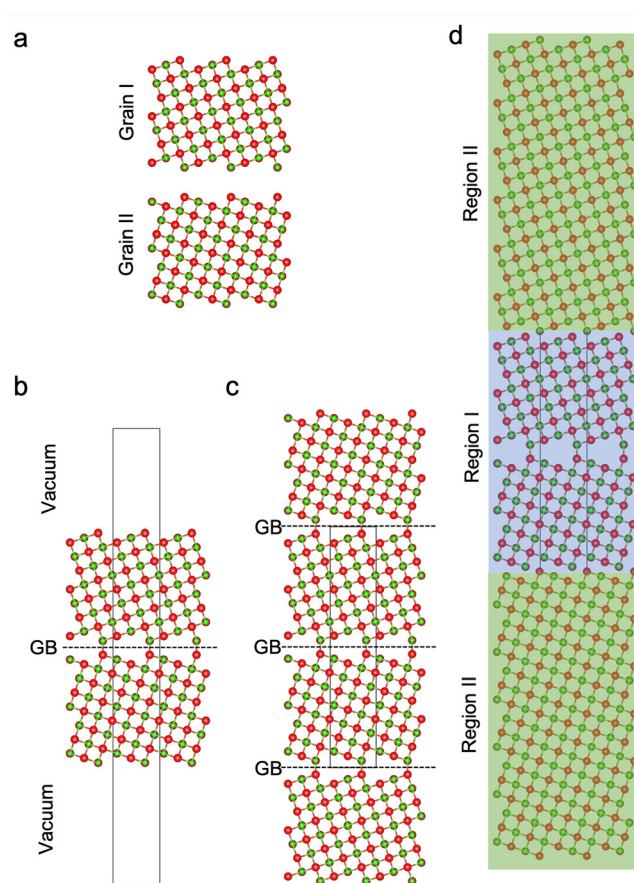 a
Grain I
Grain II
b
Vacuum
GB
Vacuum
c
GB
GB
GB
d
Region II
Region I
Region II